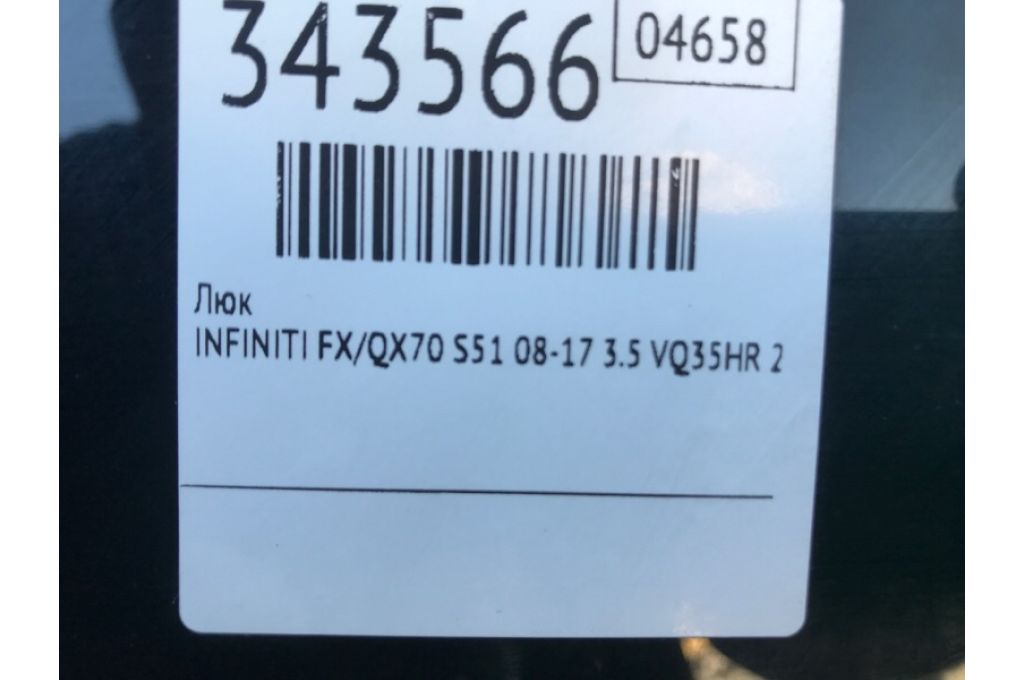 343566
04658
Люк
INFINITI FX/QX70 S51 08-17 3.5 VQ35HR 2